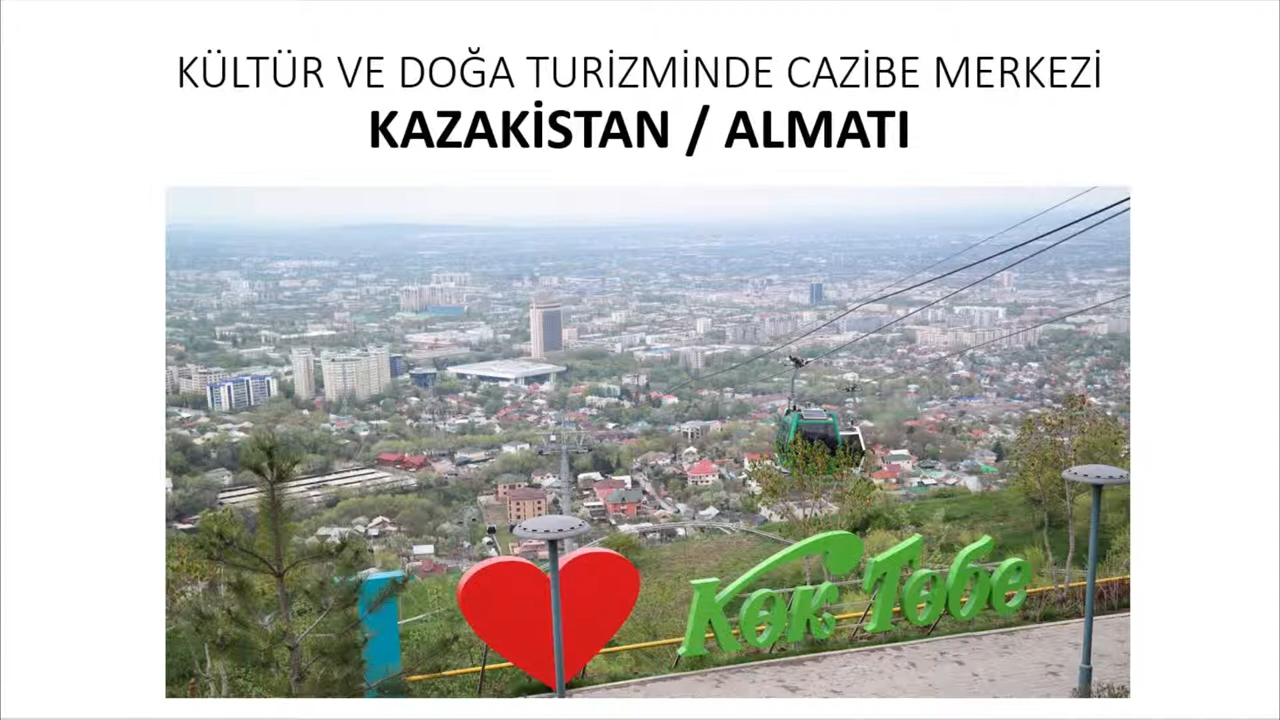 KÜLTÜR VE DOĞA TURİZMİNDE CAZİBE MERKEZİ
KAZAKİSTAN / ALMATI
I
Көк Төбе